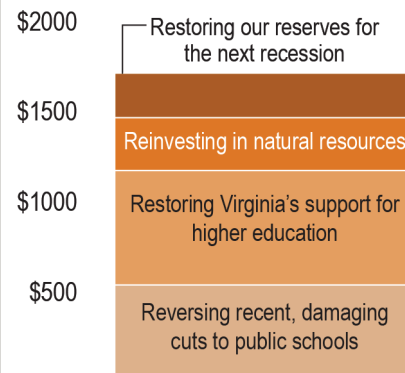 $2000
Restoring our reserves for
the next recession
$1500
Reinvesting in natural resources
$1000
Restoring Virginia’s support for
higher education
$500
Reversing recent, damaging
cuts to public schools